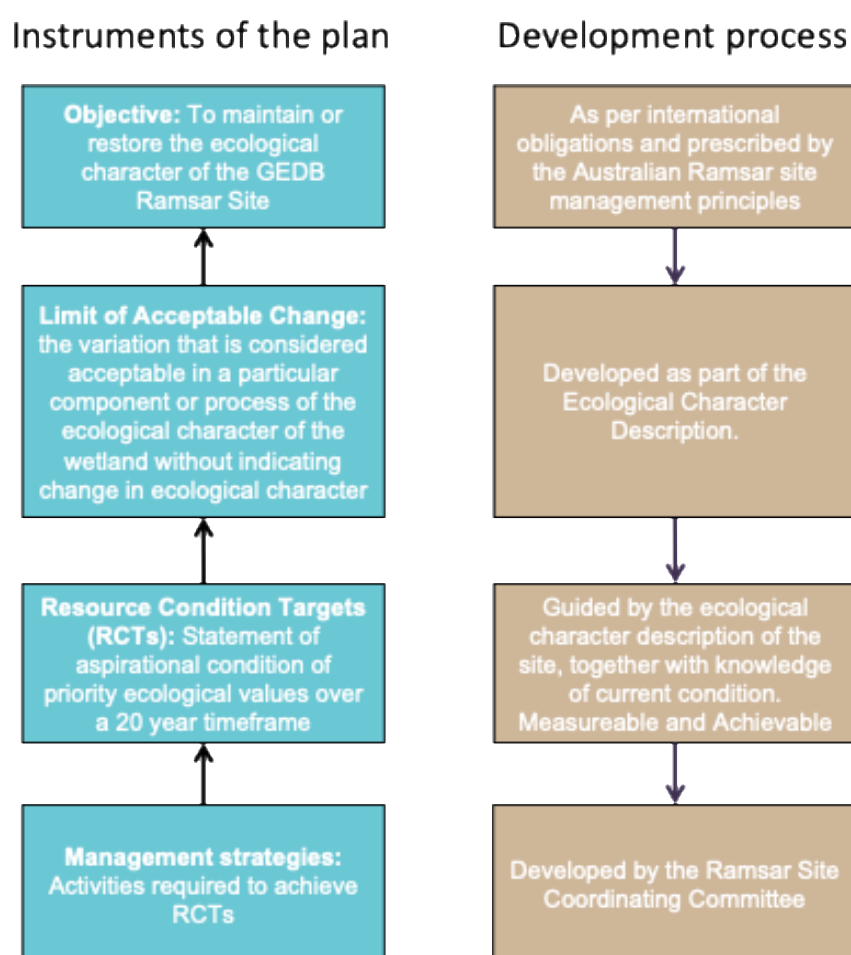 Instruments of the plan
Development process
Objective: To maintain or
restore the ecological
character of the GEDB
Ramsar Site
As per international
obligations and prescribed by
the Australian Ramsar site
management principles
Limit of Acceptable Change:
the variation that is considered
acceptable in a particular
component or process of the
ecological character of the
wetland without indicating
change in ecological character
Developed as part of the
Ecological Character
Description.
Resource Condition Targets
(RCTs): Statement of
aspirational condition of
priority ecological values over
a 20 year timeframe
Guided by the ecological
character description of the
site, together with knowledge
of current condition.
Measureable and Achievable
Management strategies:
Activities required to achieve
RCTs
Developed by the Ramsar Site
Coordinating Committee